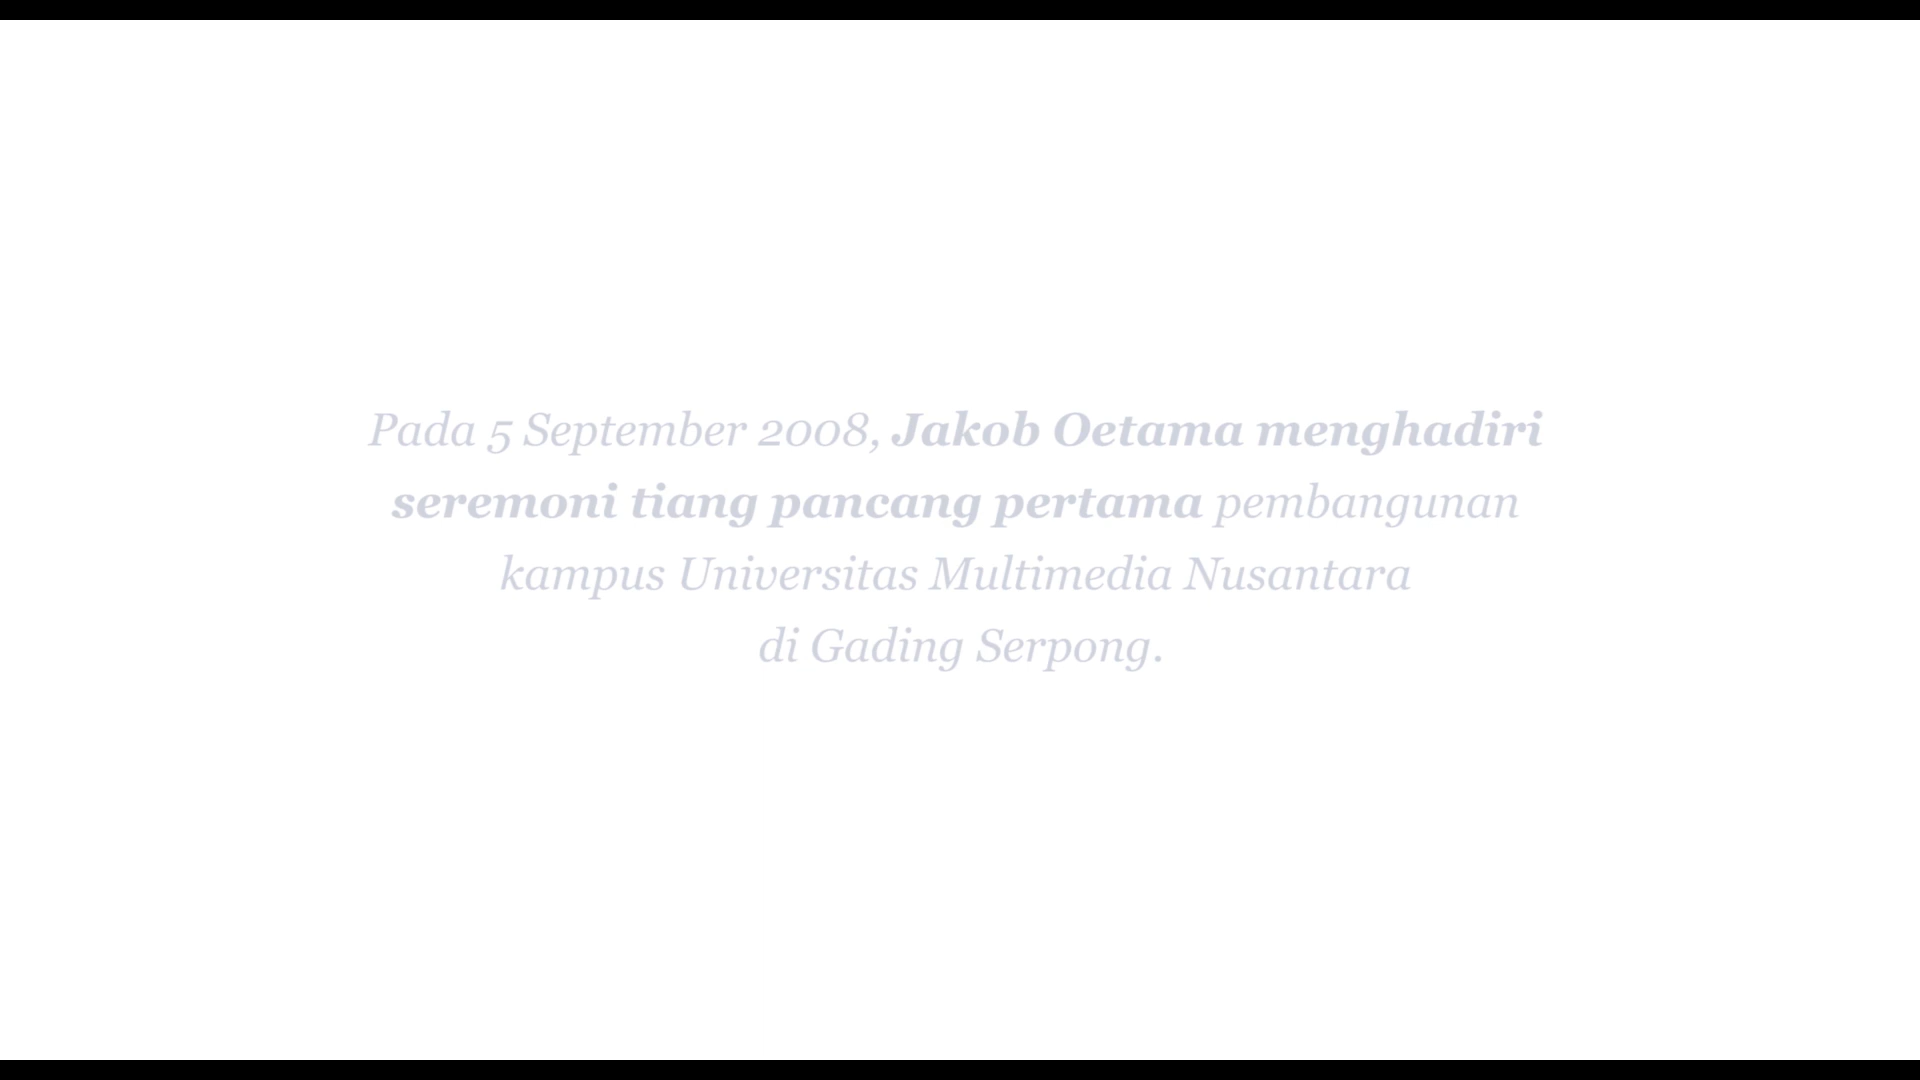 Pada 5 September 2008, Jakob Oetama menghadiri
seremoni tiang pancang pertama pembangunan
kampus Universitas Multimedia Nusantara
di Gading Serpong.